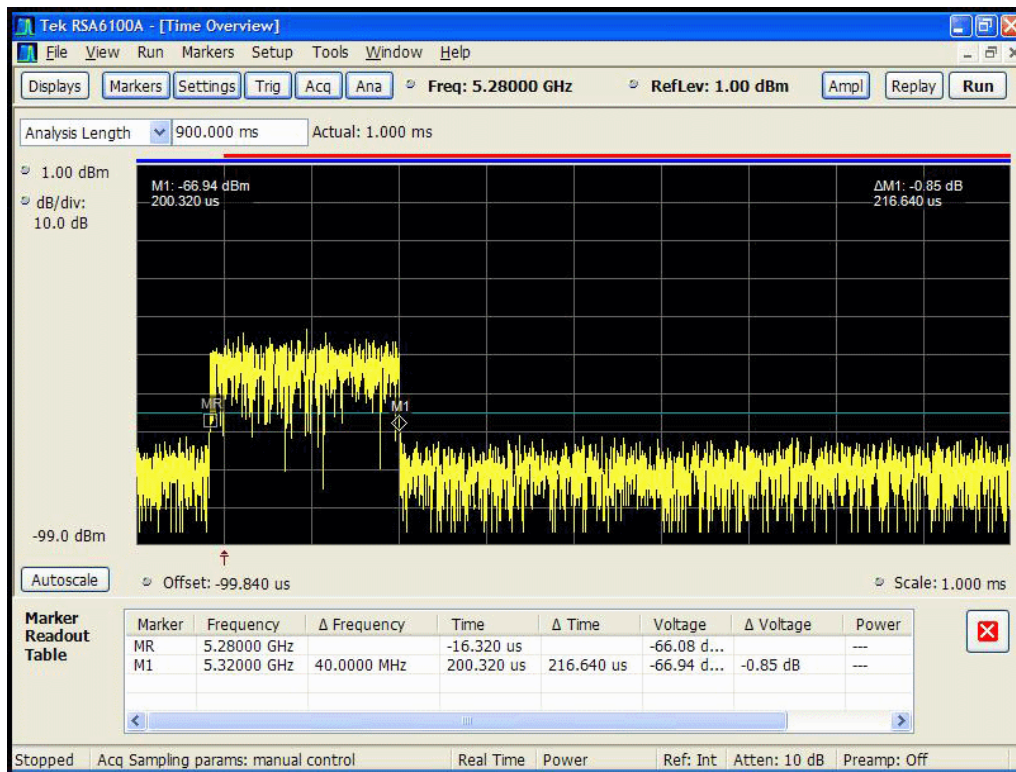 Tek RSA6100A - [Time Overview]
File View Run Markers Setup Tools Window Help
Displays Markers Settings Trig Acq Ana Freq: 5.28000 GHz RefLev: 1.00 dBm Ampl Replay Run
Analysis Length 900.000 ms Actual: 1.000 ms
1.00 dBm
dB/div:
10.0 dB
M1: -66.94 dBm
200.320 us
ΔM1: -0.85 dB
216.640 us
MR
M1
-99.0 dBm
Autoscale Offset: -99.840 us Scale: 1.000 ms
Marker
Readout
Table
Marker Frequency Δ Frequency Time Δ Time Voltage Δ Voltage Power
MR 5.28000 GHz -16.320 us -66.08 d... ---
M1 5.32000 GHz 40.0000 MHz 200.320 us 216.640 us -66.94 d... -0.85 dB ---
Stopped Acq Sampling params: manual control Real Time Power Ref: Int Atten: 10 dB Preamp: Off